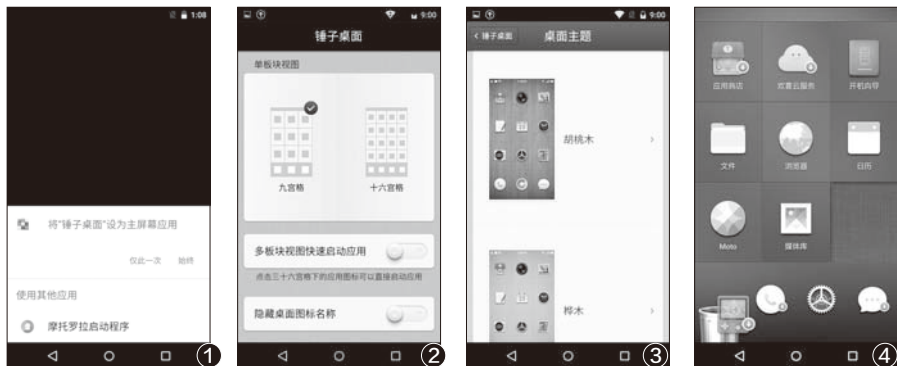 1:08
将“锤子桌面”设为主屏幕应用
仅此一次 始终
使用其他应用
摩托罗拉启动程序
①
9:00
锤子桌面
单板块视图
九宫格 十六宫格
多板块视图快速启动应用
点击三十六宫格下的应用图标可以直接启动应用
隐藏桌面图标名称
②
9:00
锤子桌面 桌面主题
胡桃木
桦木
③
应用商店 欢喜云服务 开机向导
文件 浏览器 日历
Moto 媒体库
④